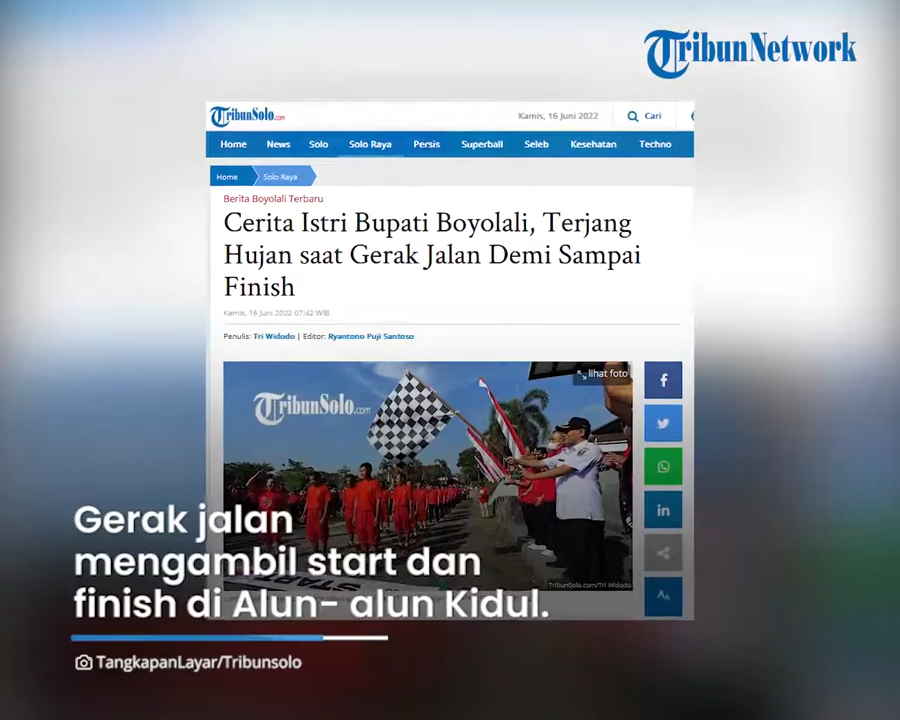 TribunNetwork
TribunSolo.com
Kamis, 16 Juni 2022
Cari
Home News Solo Solo Raya Persis Superball Seleb Kesehatan Techno
Home Solo Raya
Berita Boyolali Terbaru
Cerita Istri Bupati Boyolali, Terjang
Hujan saat Gerak Jalan Demi Sampai
Finish
Kamis, 16 Juni 2022 07:42 WIB
Penulis: Tri Widodo | Editor: Ryantono Puji Santoso
lihat foto
TribunSolo.com
START
TribunSolo.com/Tri Widodo
Gerak jalan
mengambil start dan
finish di Alun- alun Kidul.
TangkapanLayar/Tribunsolo